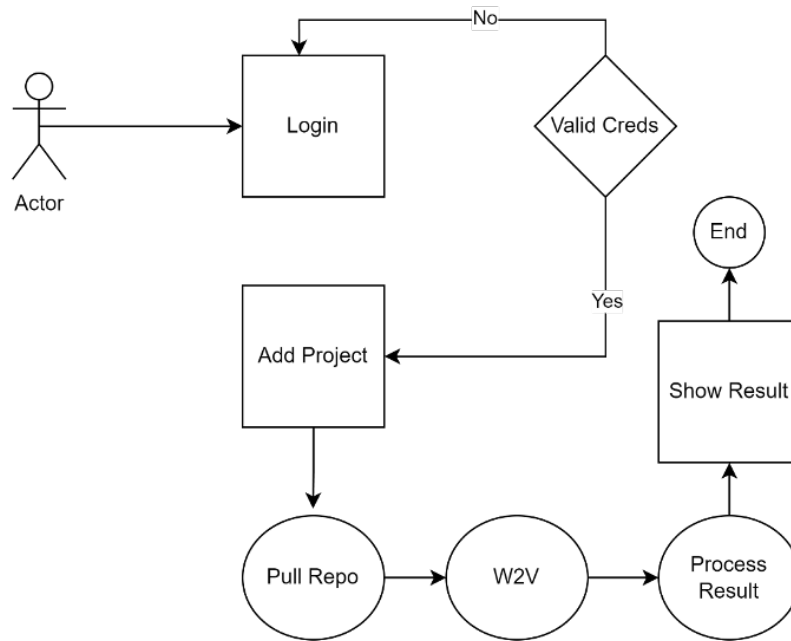 No
Login
Valid Creds
Actor
End
Yes
Add Project
Show Result
Pull Repo
W2V
Process
Result